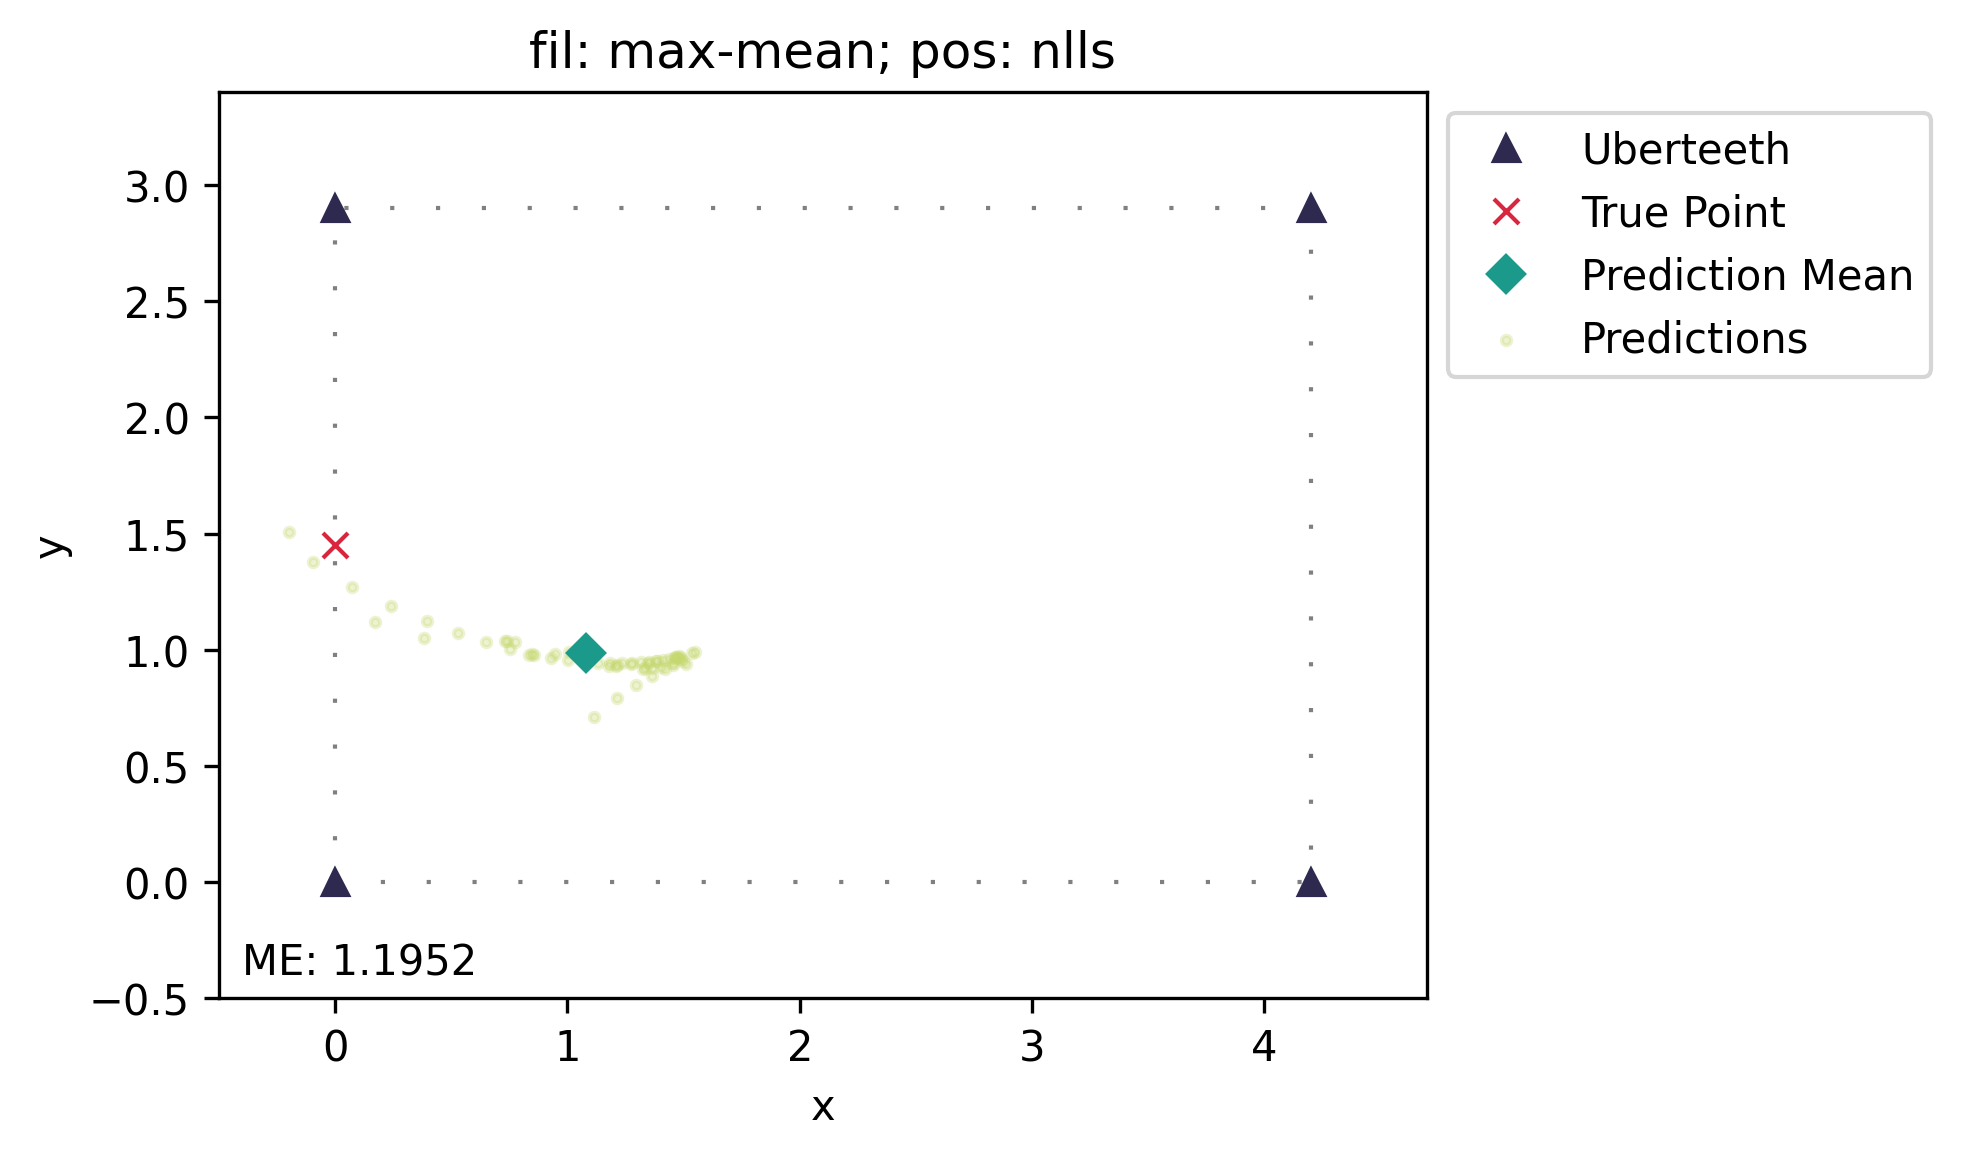 fil: max-mean; pos: nlls
Uberteeth
True Point
Prediction Mean
Predictions
3.0
2.5
2.0
1.5
1.0
0.5
0.0
−0.5
y
ME: 1.1952
0 1 2 3 4
x